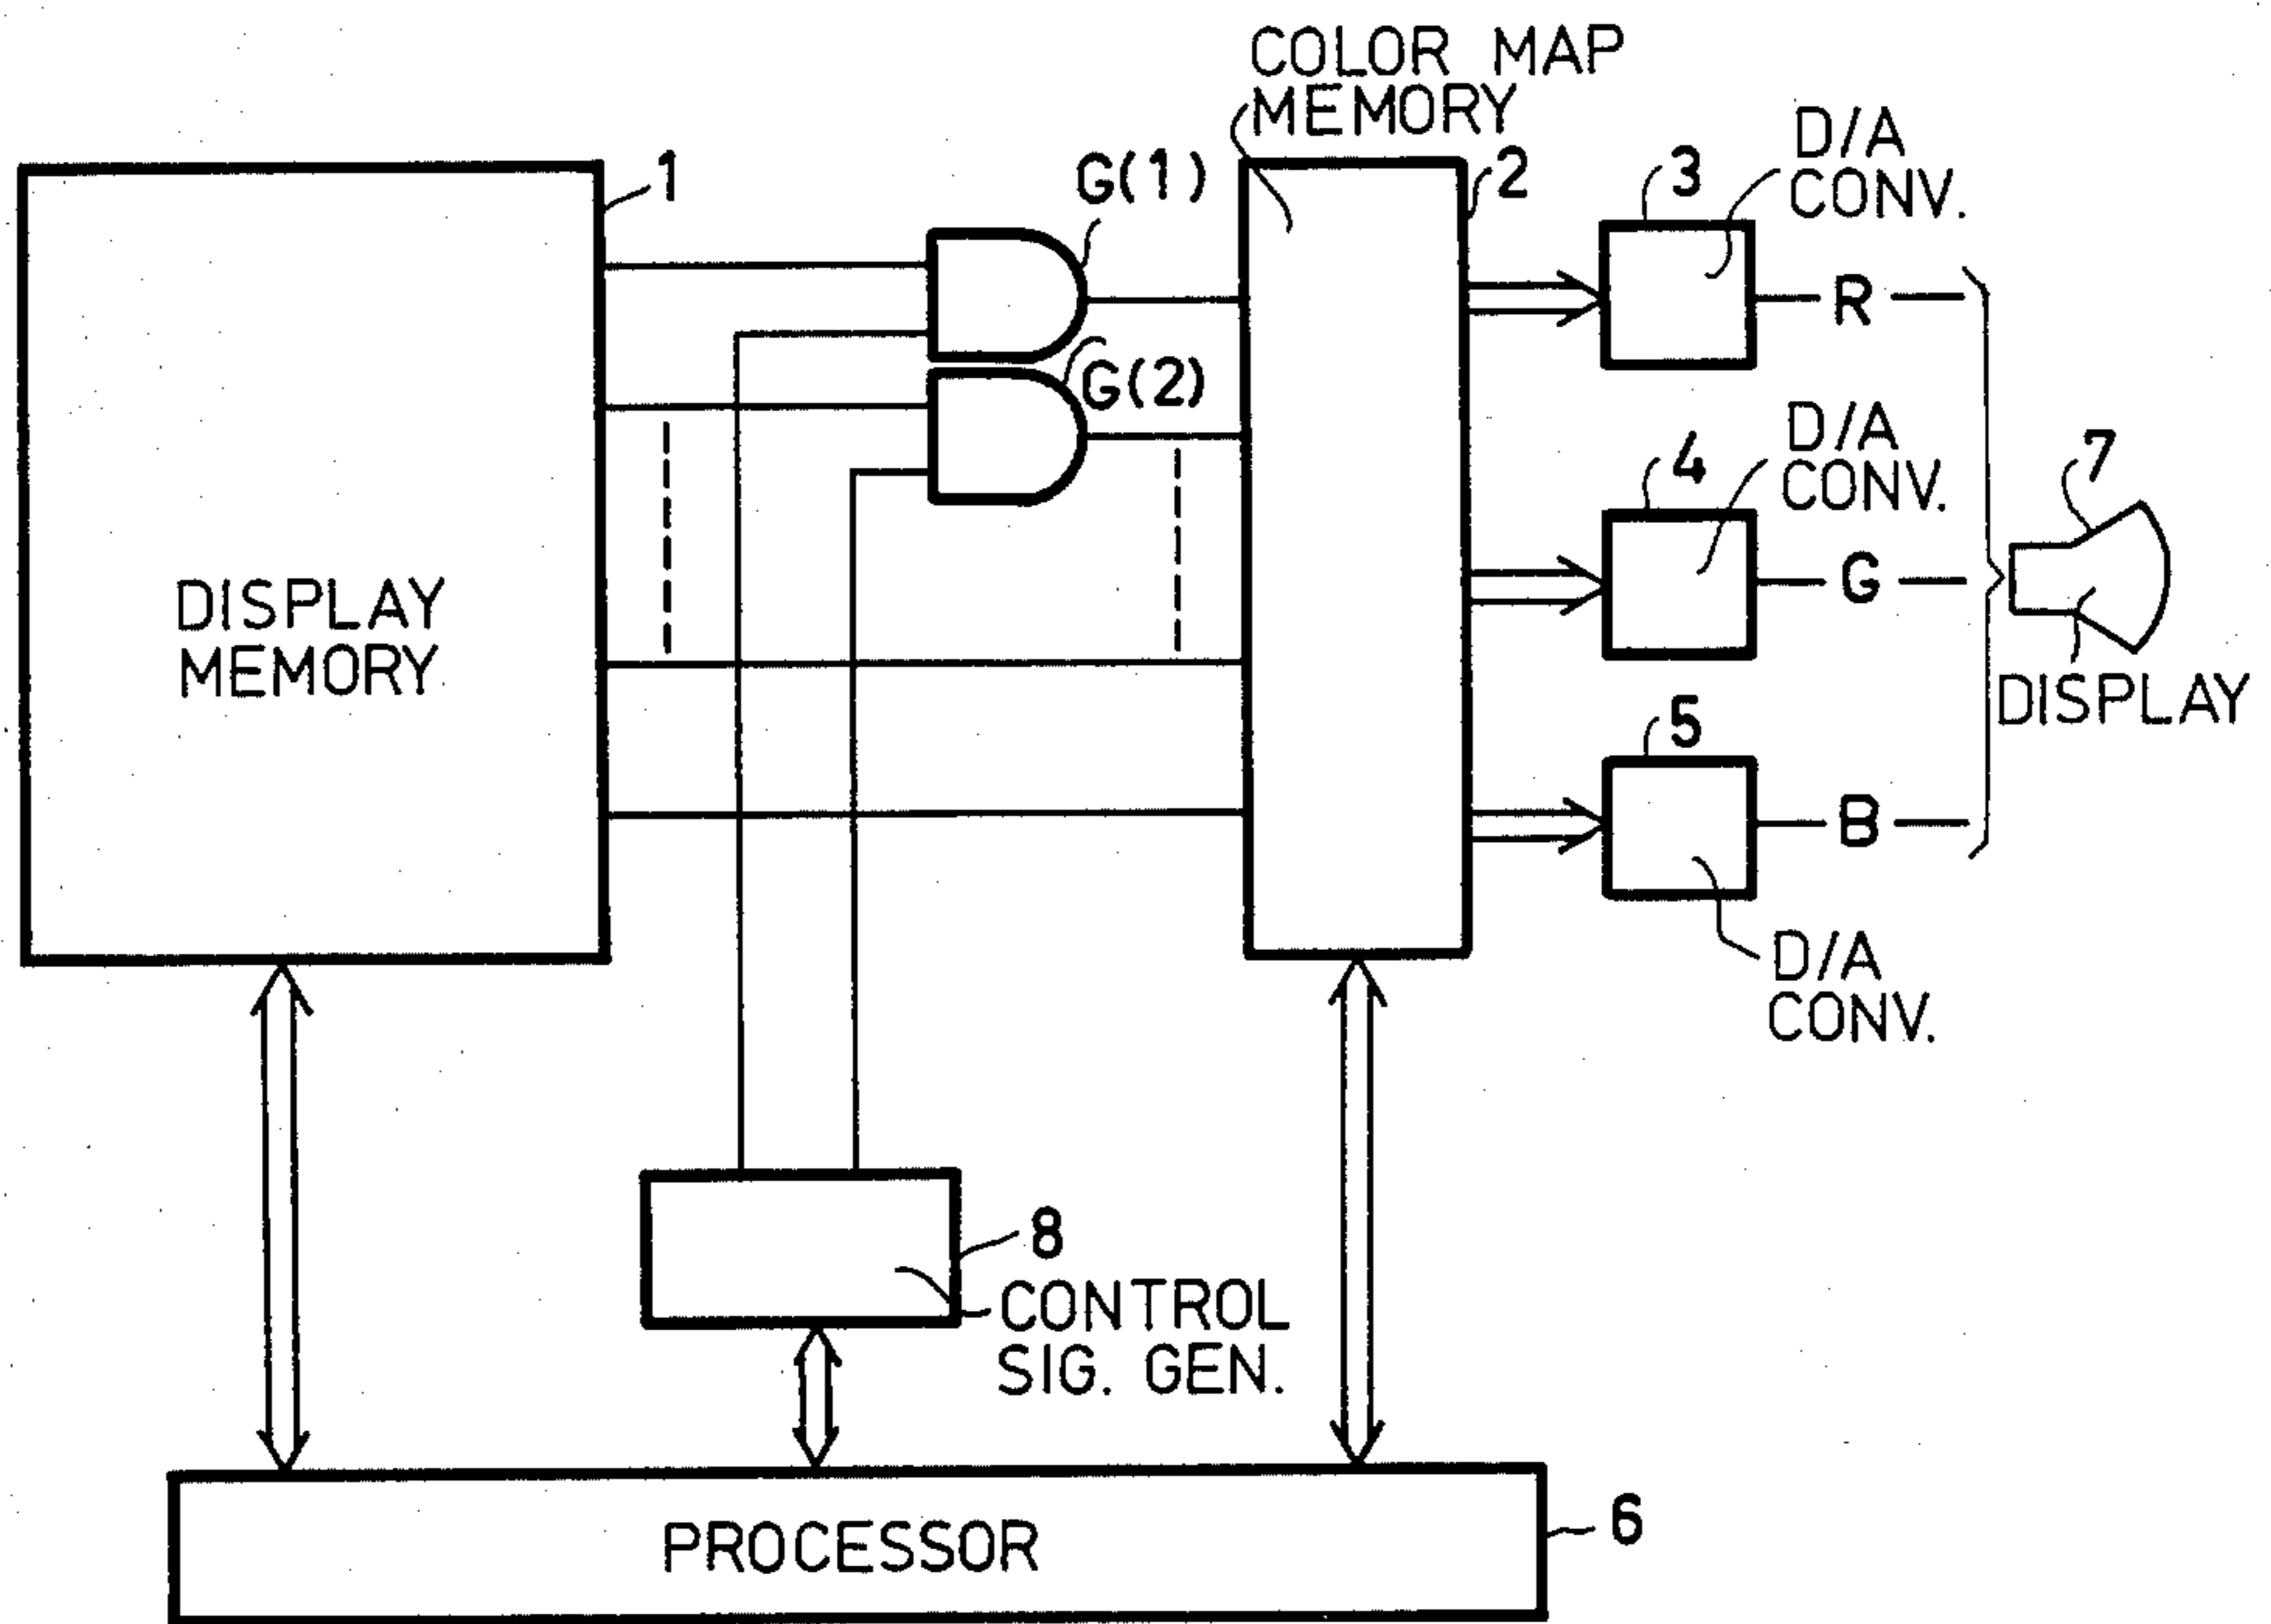 COLOR MAP
MEMORY
1
G(1)
2
3
D/A
CONV.
R
G(2)
4
D/A
CONV.
7
G
DISPLAY
MEMORY
DISPLAY
5
B
D/A
CONV.
8
CONTROL
SIG. GEN.
PROCESSOR
6